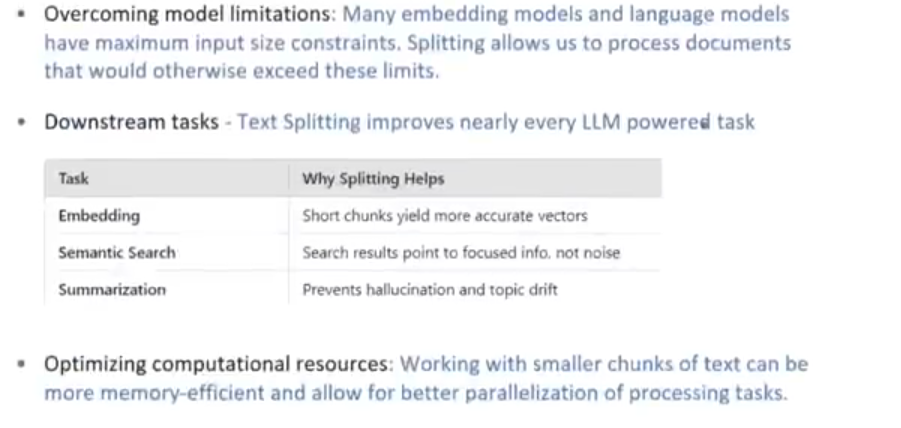 ▪ Overcoming model limitations: Many embedding models and language models
have maximum input size constraints. Splitting allows us to process documents
that would otherwise exceed these limits.
▪ Downstream tasks - Text Splitting improves nearly every LLM powered task
Task Why Splitting Helps
Embedding Short chunks yield more accurate vectors
Semantic Search Search results point to focused info, not noise
Summarization Prevents hallucination and topic drift
▪ Optimizing computational resources: Working with smaller chunks of text can be
more memory-efficient and allow for better parallelization of processing tasks.